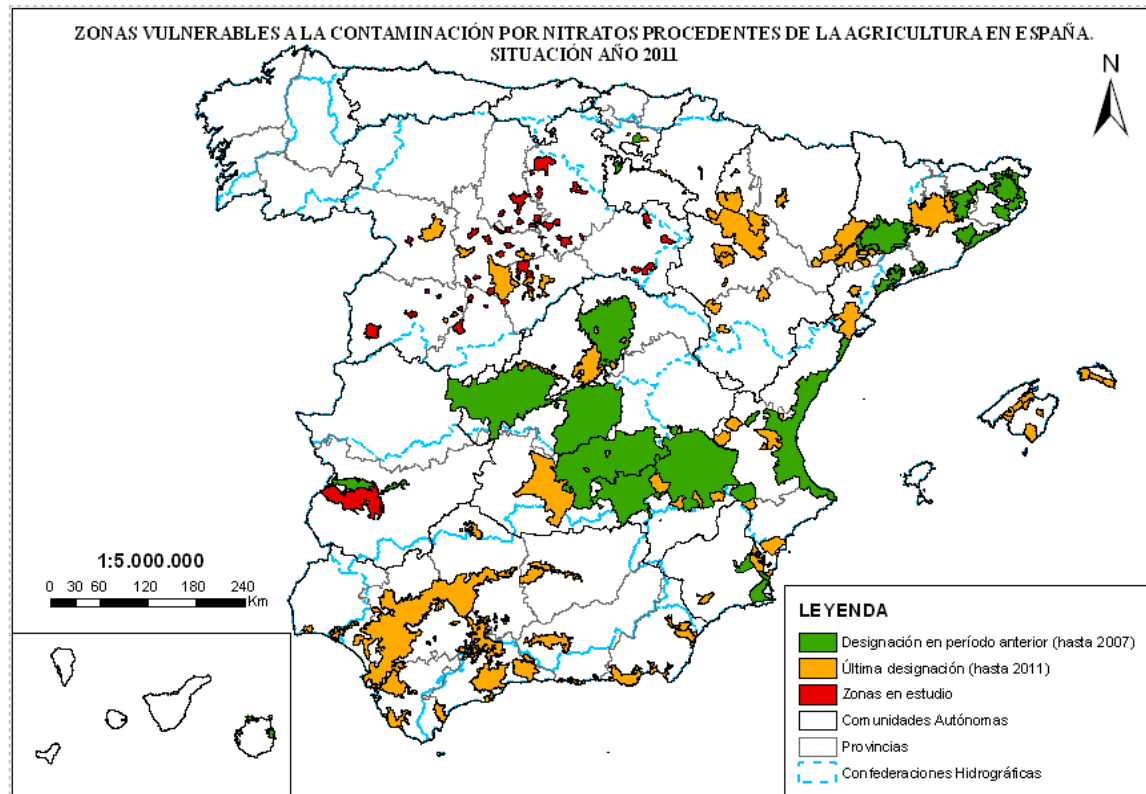 ZONAS VULNERABLES A LA CONTAMINACIÓN POR NITRATOS PROCEDENTES DE LA AGRICULTURA EN ESPAÑA.
SITUACIÓN AÑO 2011
N
1:5.000.000
0 30 60 120 180 240
Km
LEYENDA
Designación en período anterior (hasta 2007)
Última designación (hasta 2011)
Zonas en estudio
Comunidades Autónomas
Provincias
Confederaciones Hidrográficas